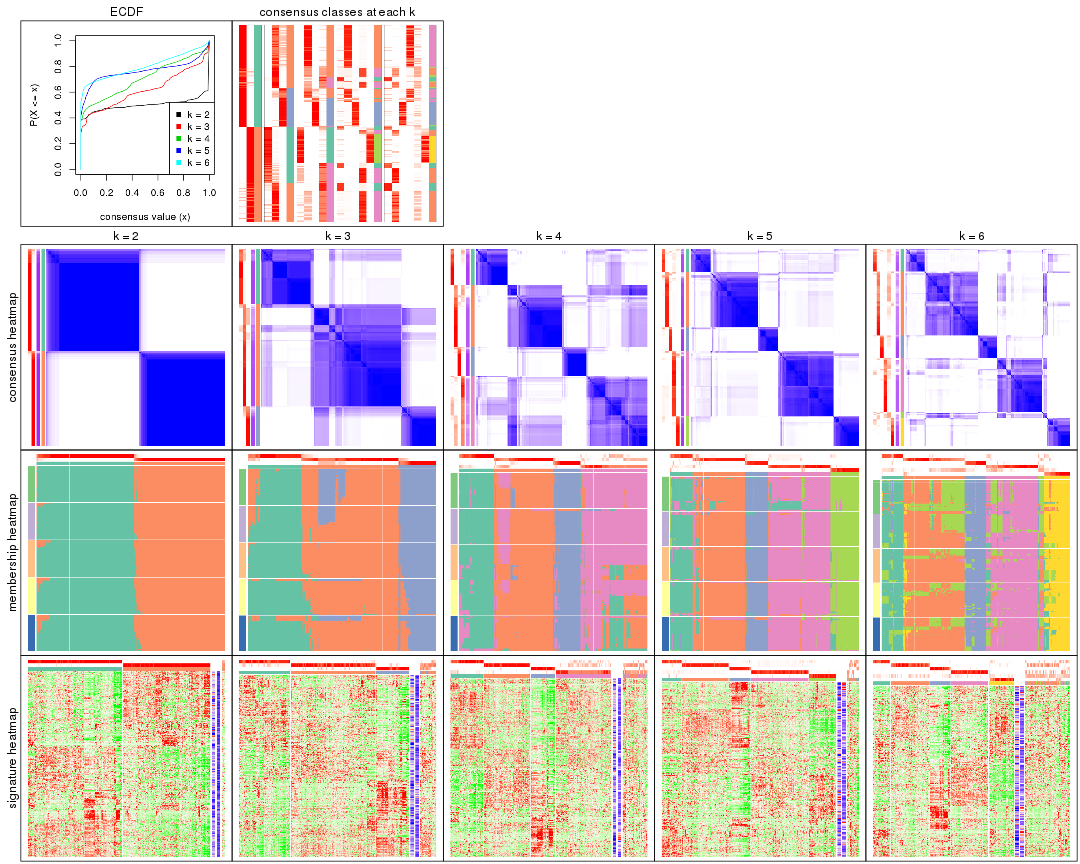 ECDF
consensus classes at each k
P(X <= x)
0.0 0.2 0.4 0.6 0.8 1.0
k = 2
k = 3
k = 4
k = 5
k = 6
0.0 0.2 0.4 0.6 0.8 1.0
consensus value (x)
k = 2
k = 3
k = 4
k = 5
k = 6
consensus heatmap
membership heatmap
signature heatmap